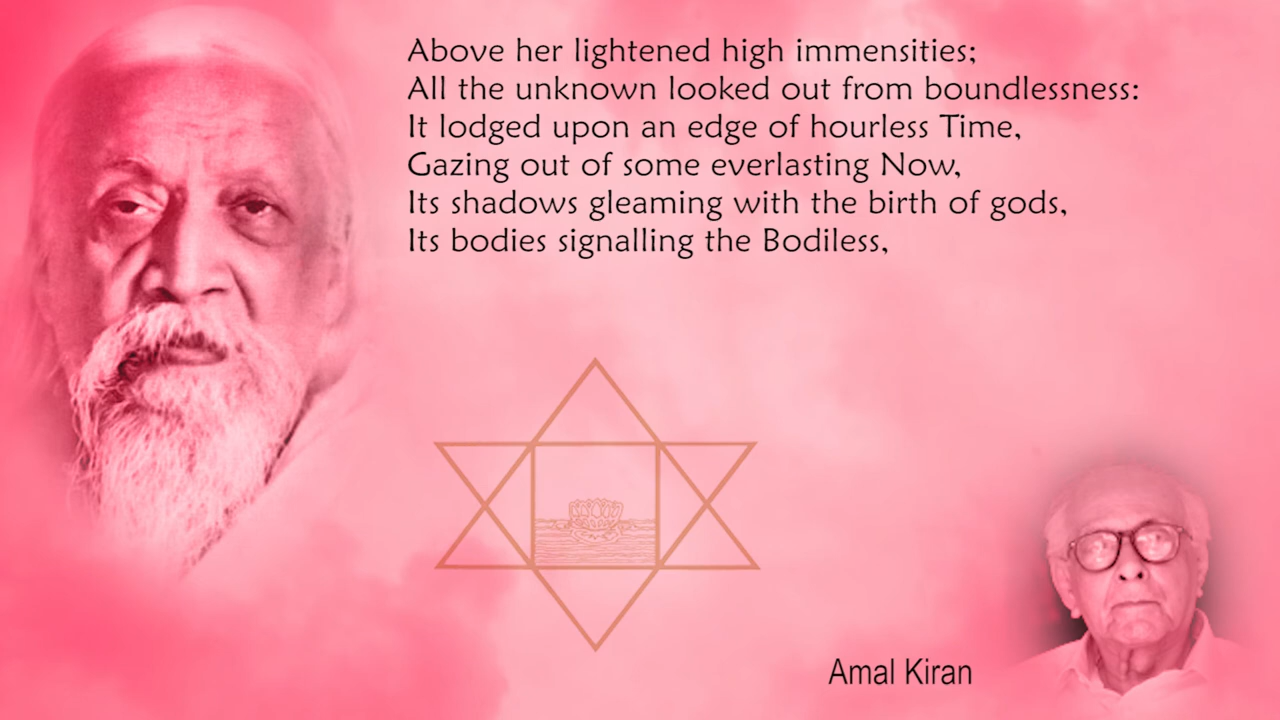 Above her lightened high immensities;
All the unknown looked out from boundlessness:
It lodged upon an edge of hourless Time,
Gazing out of some everlasting Now,
Its shadows gleaming with the birth of gods,
Its bodies signalling the Bodiless,
Amal Kiran